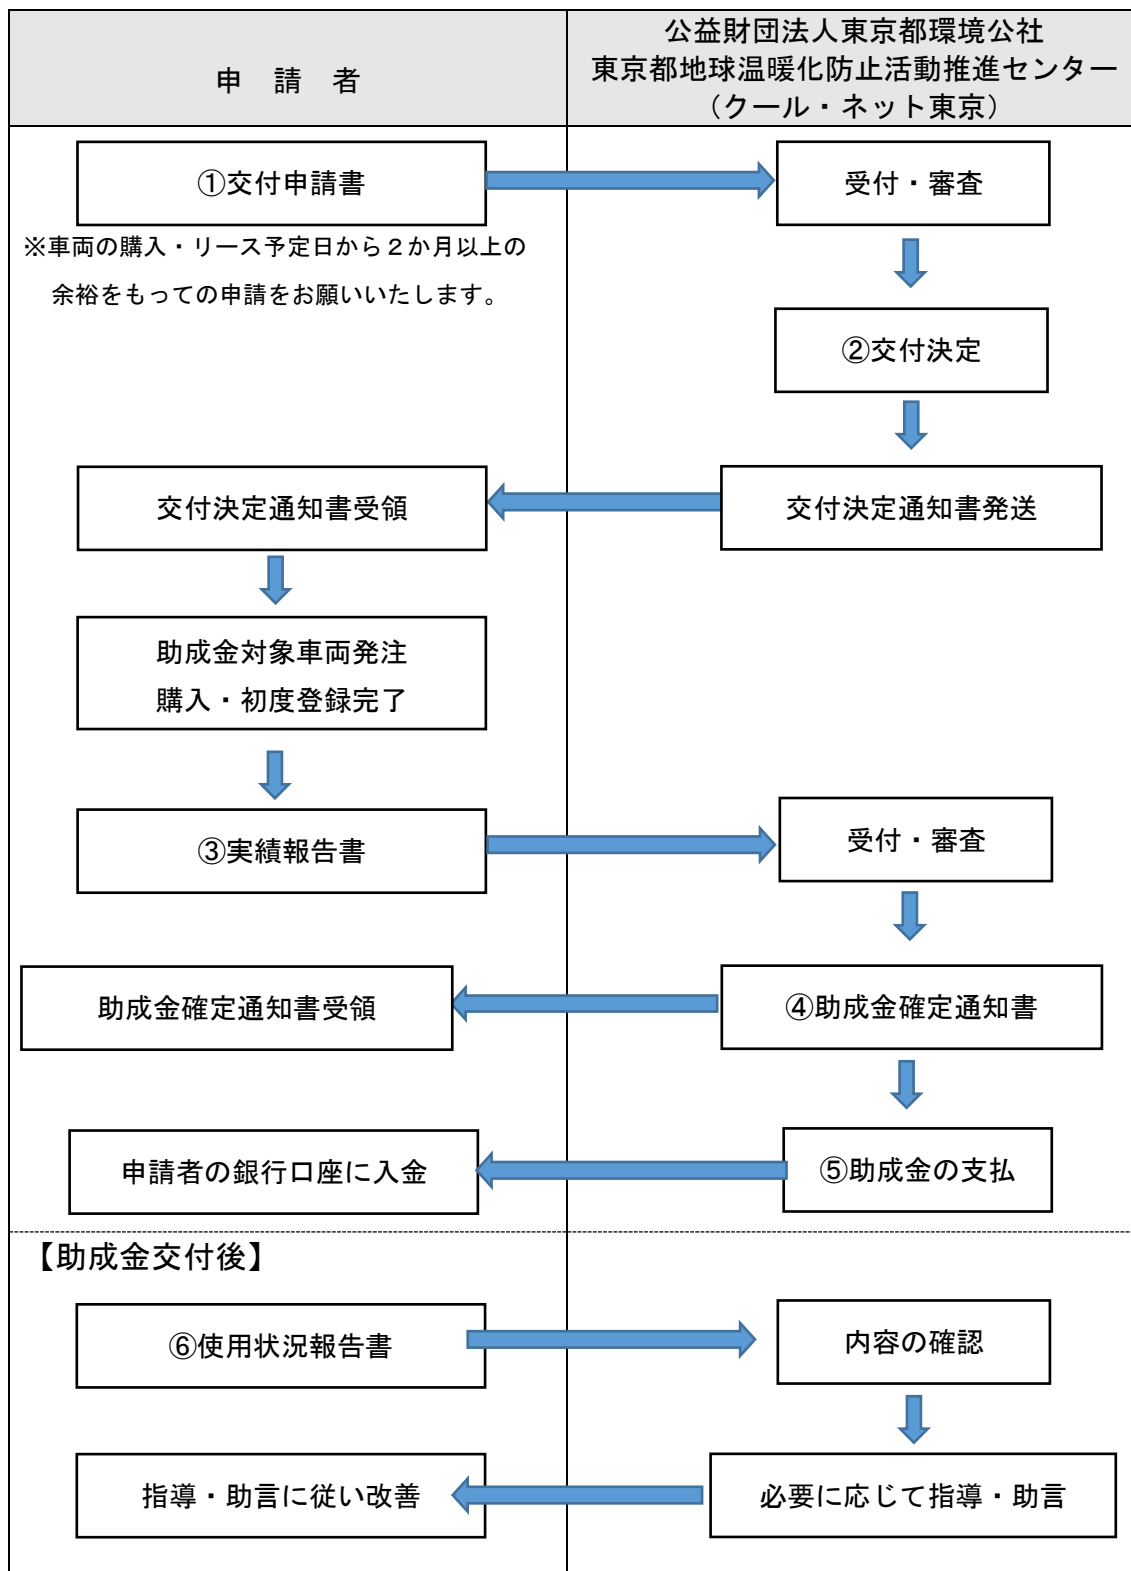 申　請　者
公益財団法人東京都環境公社
東京都地球温暖化防止活動推進センター
（クール・ネット東京）
①交付申請書
受付・審査
※車両の購入・リース予定日から２か月以上の
余裕をもっての申請をお願いいたします。
②交付決定
交付決定通知書受領
交付決定通知書発送
助成金対象車両発注
購入・初度登録完了
③実績報告書
受付・審査
助成金確定通知書受領
④助成金確定通知書
申請者の銀行口座に入金
⑤助成金の支払
【助成金交付後】
⑥使用状況報告書
内容の確認
指導・助言に従い改善
必要に応じて指導・助言